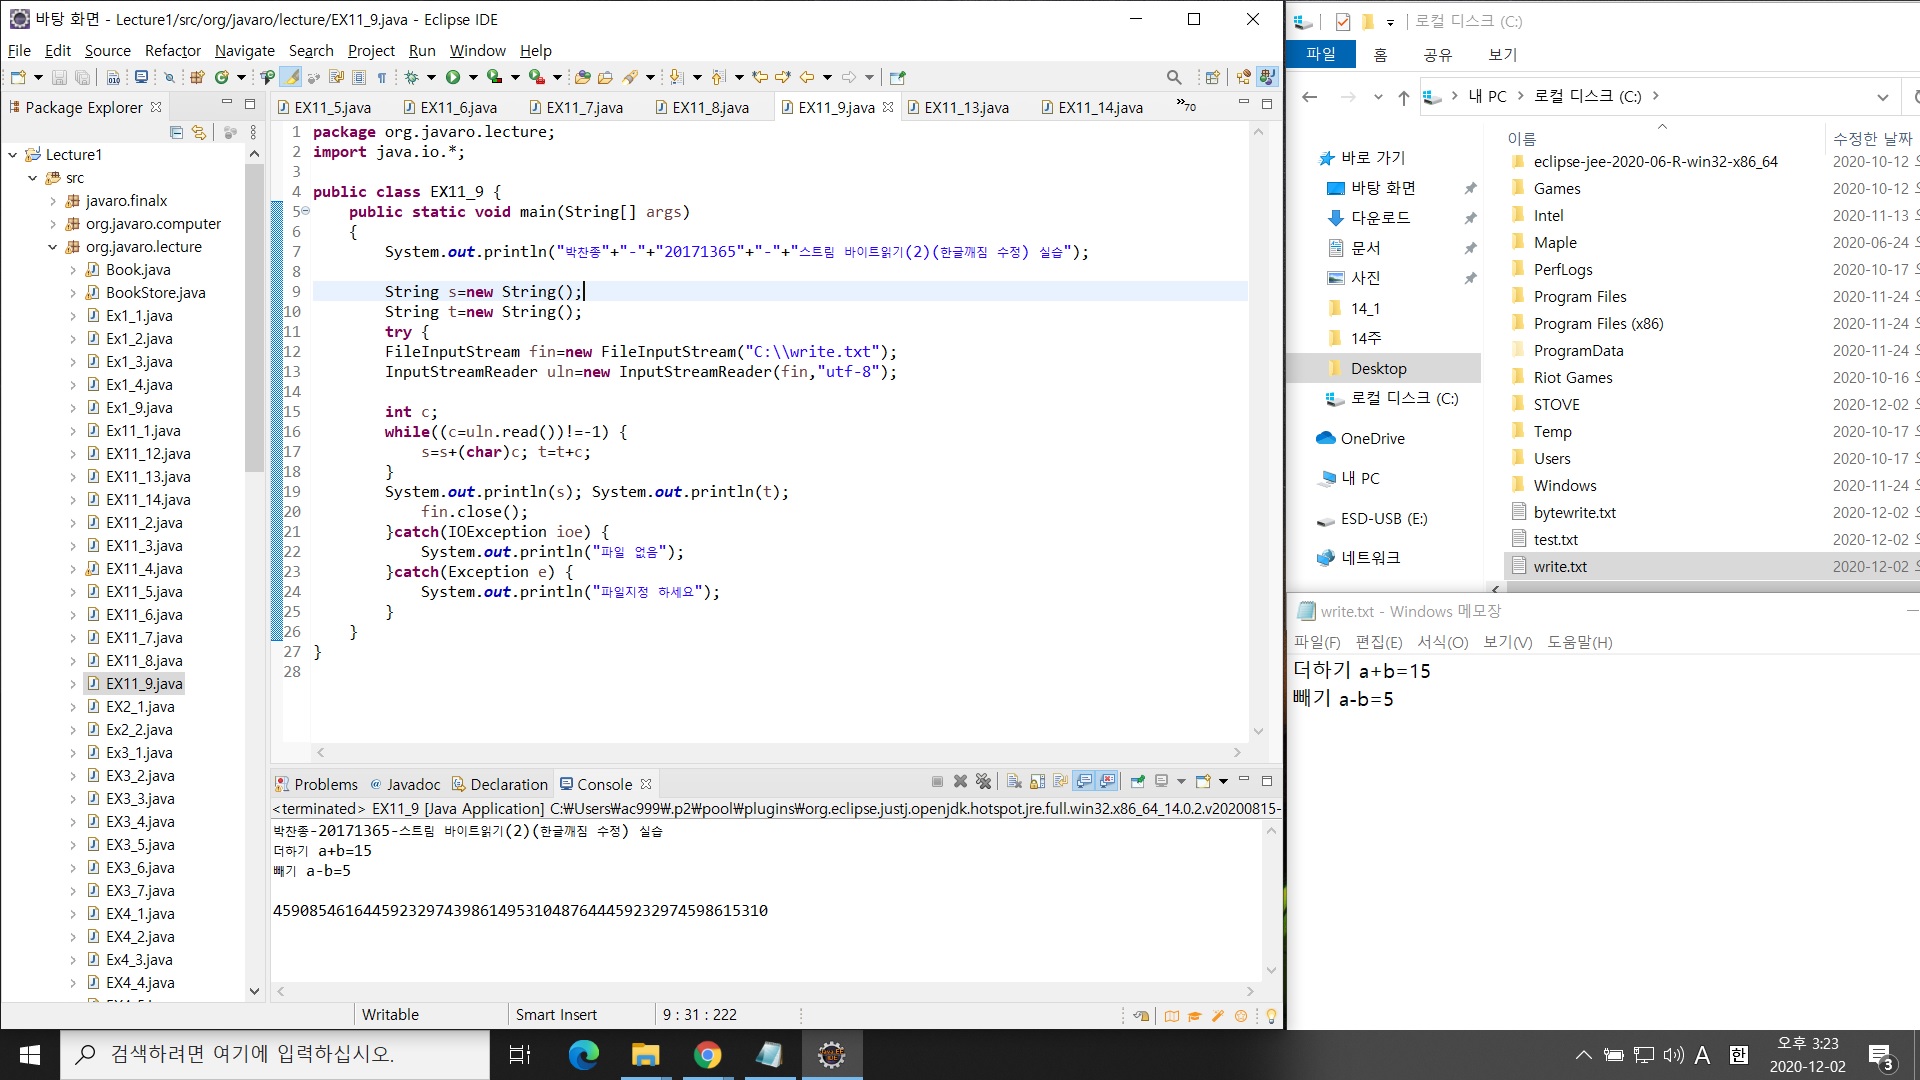 바탕 화면 - Lecture1/src/org/javaro/lecture/EX11_9.java - Eclipse IDE
File Edit Source Refactor Navigate Search Project Run Window Help
Package Explorer
Lecture1
src
javaro.finalx
org.javaro.computer
org.javaro.lecture
Book.java
BookStore.java
Ex1_1.java
Ex1_2.java
Ex1_3.java
Ex1_4.java
Ex1_9.java
Ex11_1.java
EX11_12.java
EX11_13.java
EX11_14.java
EX11_2.java
EX11_3.java
EX11_4.java
EX11_5.java
EX11_6.java
EX11_7.java
EX11_8.java
EX11_9.java
EX2_1.java
Ex2_2.java
Ex3_1.java
EX3_2.java
EX3_3.java
EX3_4.java
EX3_5.java
EX3_6.java
EX3_7.java
EX4_1.java
EX4_2.java
Ex4_3.java
EX4_4.java
EX11_5.java EX11_6.java EX11_7.java EX11_8.java EX11_9.java EX11_13.java EX11_14.java »70
1 package org.javaro.lecture;
2 import java.io.*;
3
4 public class EX11_9 {
5 public static void main(String[] args)
6 {
7 System.out.println("박찬종"+"-"+"20171365"+"-"+"스트림 바이트읽기(2)(한글깨짐 수정) 실습");
8
9 String s=new String();
10 String t=new String();
11 try {
12 FileInputStream fin=new FileInputStream("C:\\write.txt");
13 InputStreamReader uln=new InputStreamReader(fin,"utf-8");
14
15 int c;
16 while((c=uln.read())!=-1) {
17 s=s+(char)c; t=t+c;
18 }
19 System.out.println(s); System.out.println(t);
20 fin.close();
21 }catch(IOException ioe) {
22 System.out.println("파일 없음");
23 }catch(Exception e) {
24 System.out.println("파일지정 하세요");
25 }
26 }
27 }
28
Problems Javadoc Declaration Console
<terminated> EX11_9 [Java Application] C:₩Users₩ac999₩.p2₩pool₩plugins₩org.eclipse.justj.openjdk.hotspot.jre.full.win32.x86_64_14.0.2.v20200815-
박찬종-20171365-스트림 바이트읽기(2)(한글깨짐 수정) 실습
더하기 a+b=15
빼기 a-b=5
4590854616445923297439861495310487644459232974598615310
Writable Smart Insert 9 : 31 : 222
로컬 디스크 (C:)
파일 홈 공유 보기
내 PC 로컬 디스크 (C:)
바로 가기
바탕 화면
다운로드
문서
사진
14_1
14주
Desktop
로컬 디스크 (C:)
OneDrive
내 PC
ESD-USB (E:)
네트워크
이름 수정한 날짜
eclipse-jee-2020-06-R-win32-x86_64 2020-10-12
Games 2020-10-12
Intel 2020-11-13
Maple 2020-06-24
PerfLogs 2020-10-17
Program Files 2020-11-24
Program Files (x86) 2020-11-24
ProgramData 2020-11-24
Riot Games 2020-10-16
STOVE 2020-12-02
Temp 2020-10-17
Users 2020-10-17
Windows 2020-11-24
bytewrite.txt 2020-12-02
test.txt 2020-12-02
write.txt 2020-12-02
write.txt - Windows 메모장
파일(F) 편집(E) 서식(O) 보기(V) 도움말(H)
더하기 a+b=15
빼기 a-b=5
검색하려면 여기에 입력하십시오.
A 한 오후 3:23
2020-12-02
3